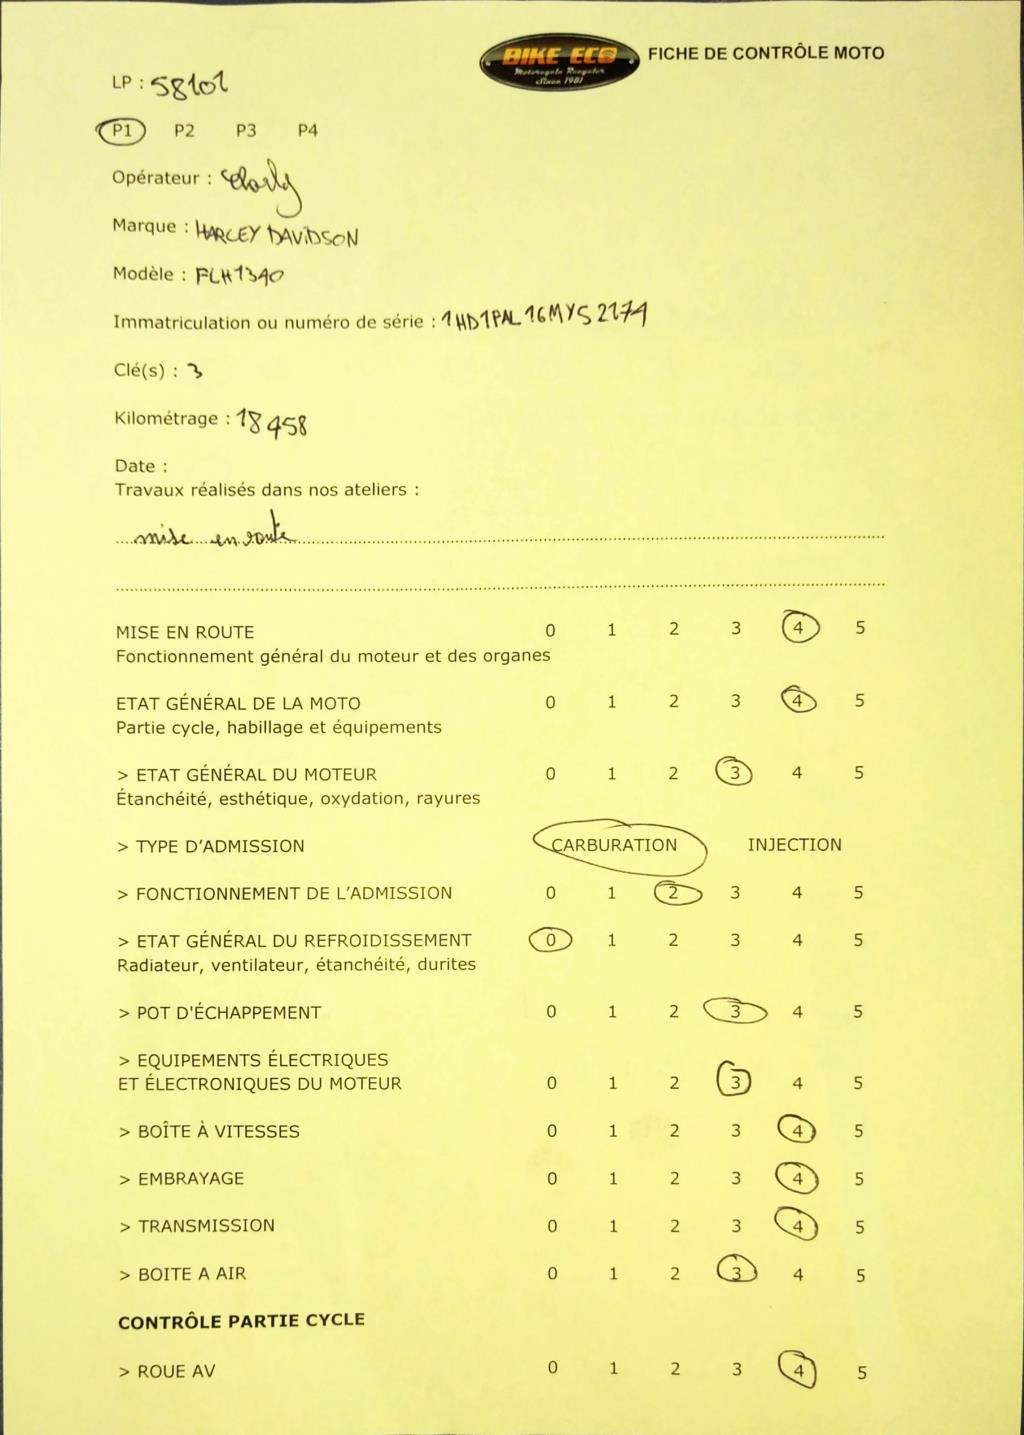 BIKE ECO
Motorcycle Recycler
Since 1981
FICHE DE CONTRÔLE MOTO
LP : 58101
P1 P2 P3 P4
Opérateur : Charly
Marque : HARLEY DAVIDSON
Modèle : FLH1340
Immatriculation ou numéro de série : 1HD1PAL16MY52174
Clé(s) : 3
Kilométrage : 18458
Date :
Travaux réalisés dans nos ateliers :
mise en route
MISE EN ROUTE 0 1 2 3 4 5
Fonctionnement général du moteur et des organes
ETAT GÉNÉRAL DE LA MOTO 0 1 2 3 4 5
Partie cycle, habillage et équipements
> ETAT GÉNÉRAL DU MOTEUR 0 1 2 3 4 5
Étanchéité, esthétique, oxydation, rayures
> TYPE D'ADMISSION CARBURATION INJECTION
> FONCTIONNEMENT DE L'ADMISSION 0 1 2 3 4 5
> ETAT GÉNÉRAL DU REFROIDISSEMENT 0 1 2 3 4 5
Radiateur, ventilateur, étanchéité, durites
> POT D'ÉCHAPPEMENT 0 1 2 3 4 5
> EQUIPEMENTS ÉLECTRIQUES
ET ÉLECTRONIQUES DU MOTEUR 0 1 2 3 4 5
> BOÎTE À VITESSES 0 1 2 3 4 5
> EMBRAYAGE 0 1 2 3 4 5
> TRANSMISSION 0 1 2 3 4 5
> BOITE A AIR 0 1 2 3 4 5
CONTRÔLE PARTIE CYCLE
> ROUE AV 0 1 2 3 4 5